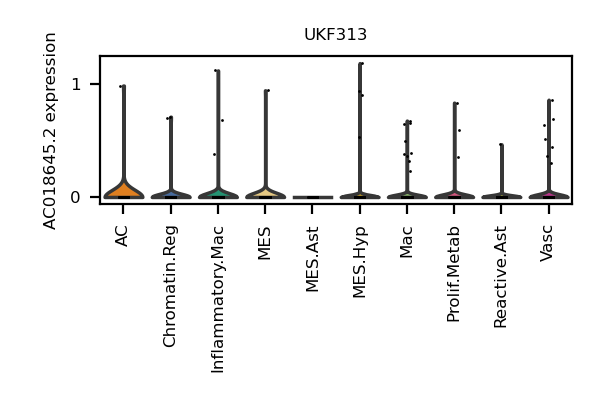 UKF313
AC018645.2 expression
1
0
AC
Chromatin.Reg
Inflammatory.Mac
MES
MES.Ast
MES.Hyp
Mac
Prolif.Metab
Reactive.Ast
Vasc